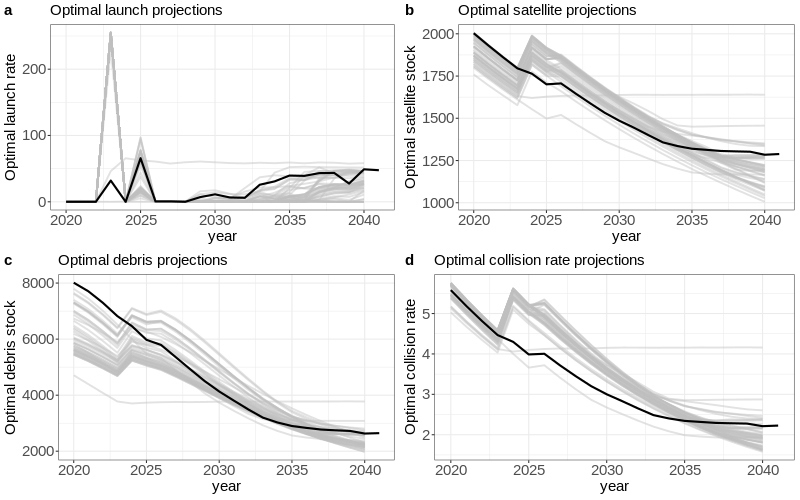 a Optimal launch projections
Optimal launch rate
200
100
0
2020 2025 2030 2035 2040
year
b Optimal satellite projections
Optimal satellite stock
2000
1750
1500
1250
1000
2020 2025 2030 2035 2040
year
c Optimal debris projections
Optimal debris stock
8000
6000
4000
2000
2020 2025 2030 2035 2040
year
d Optimal collision rate projections
Optimal collision rate
5
4
3
2
2020 2025 2030 2035 2040
year